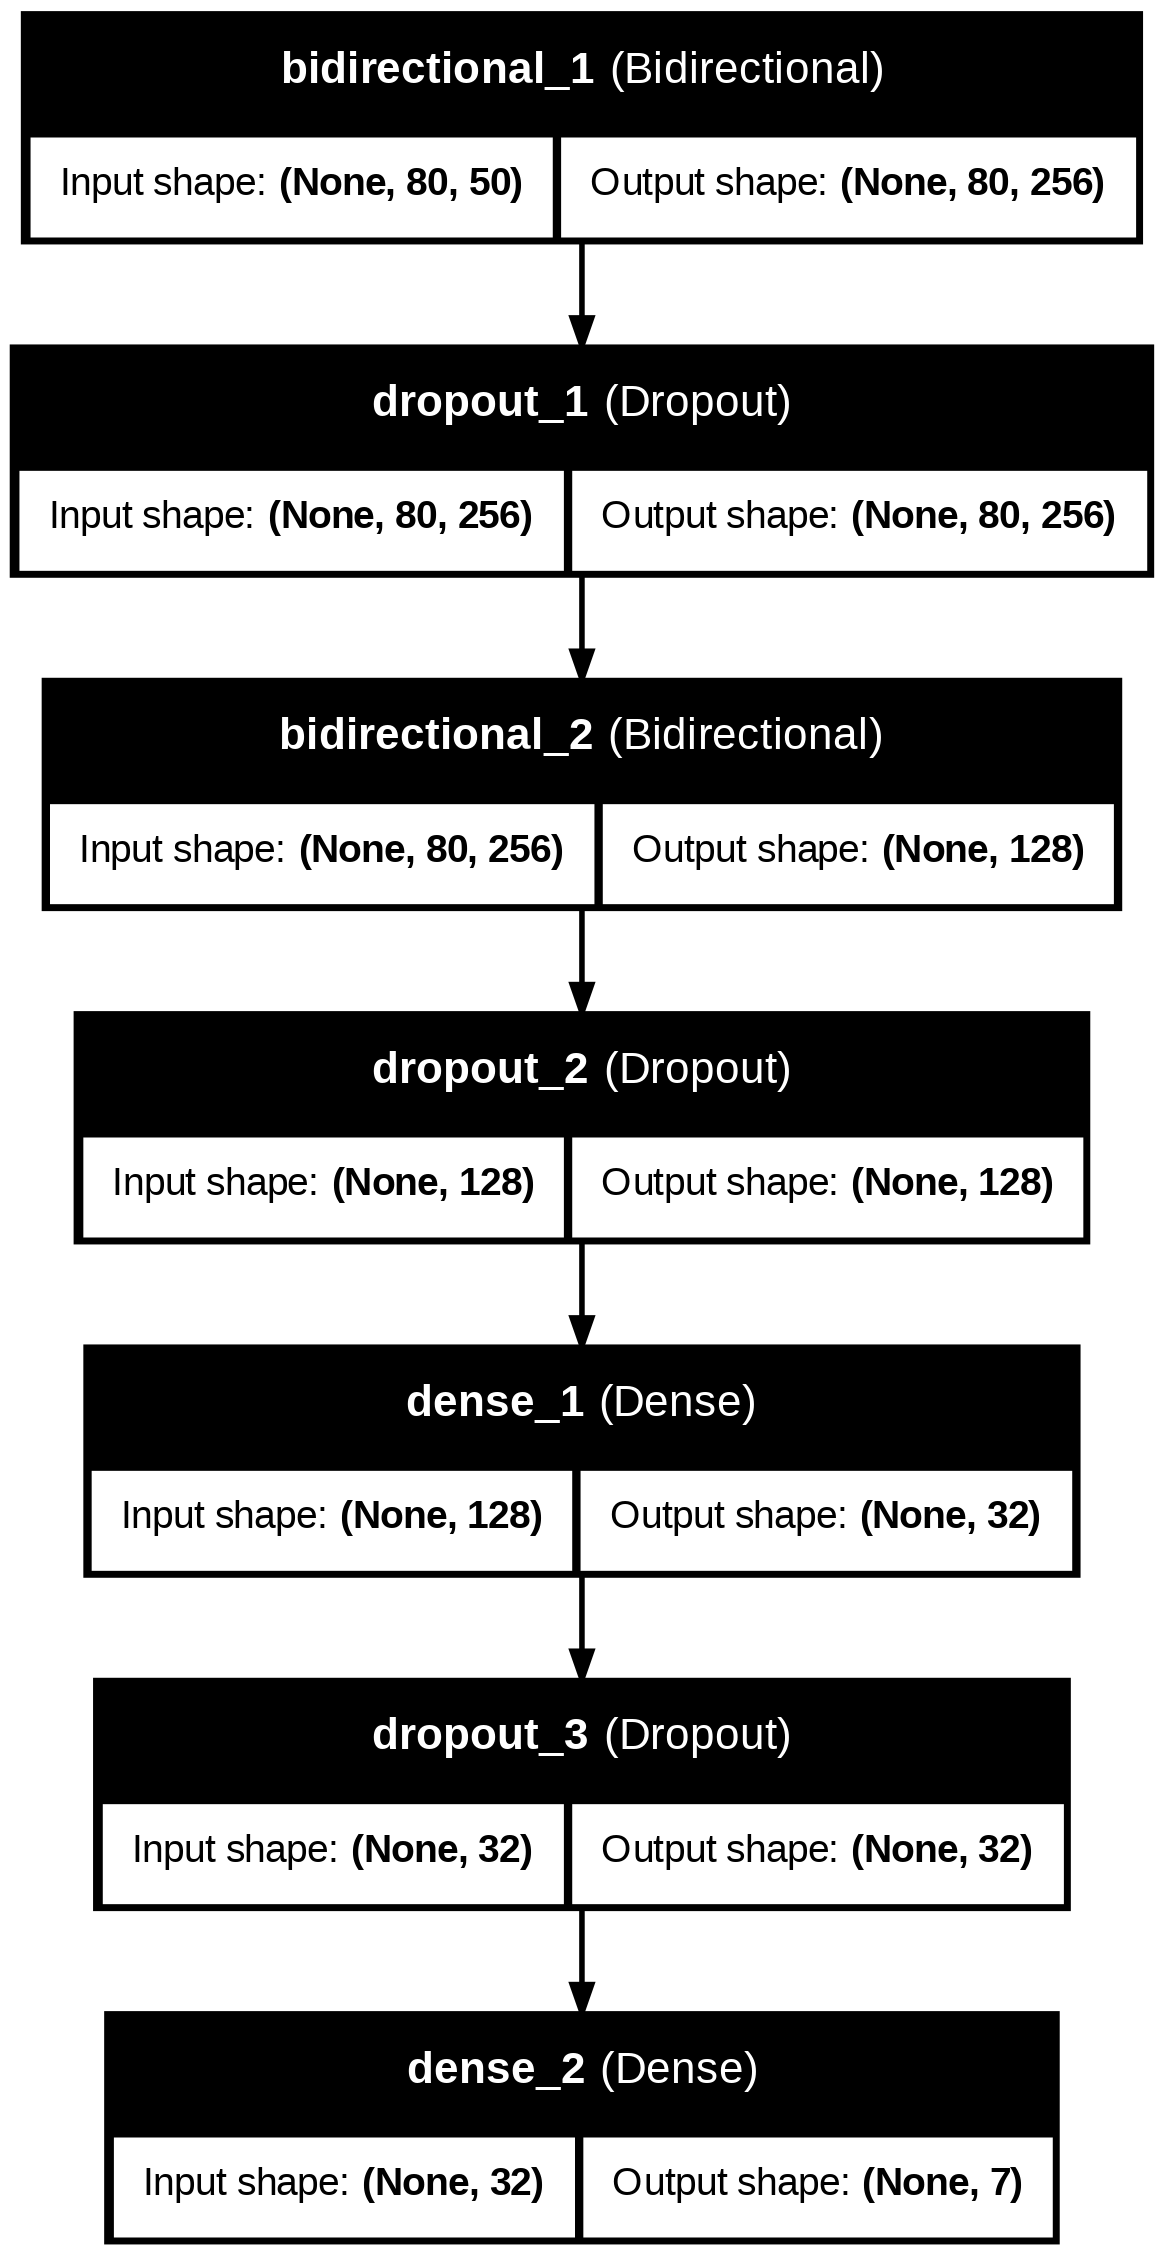 bidirectional_1 (Bidirectional)
Input shape: (None, 80, 50) Output shape: (None, 80, 256)
dropout_1 (Dropout)
Input shape: (None, 80, 256) Output shape: (None, 80, 256)
bidirectional_2 (Bidirectional)
Input shape: (None, 80, 256) Output shape: (None, 128)
dropout_2 (Dropout)
Input shape: (None, 128) Output shape: (None, 128)
dense_1 (Dense)
Input shape: (None, 128) Output shape: (None, 32)
dropout_3 (Dropout)
Input shape: (None, 32) Output shape: (None, 32)
dense_2 (Dense)
Input shape: (None, 32) Output shape: (None, 7)